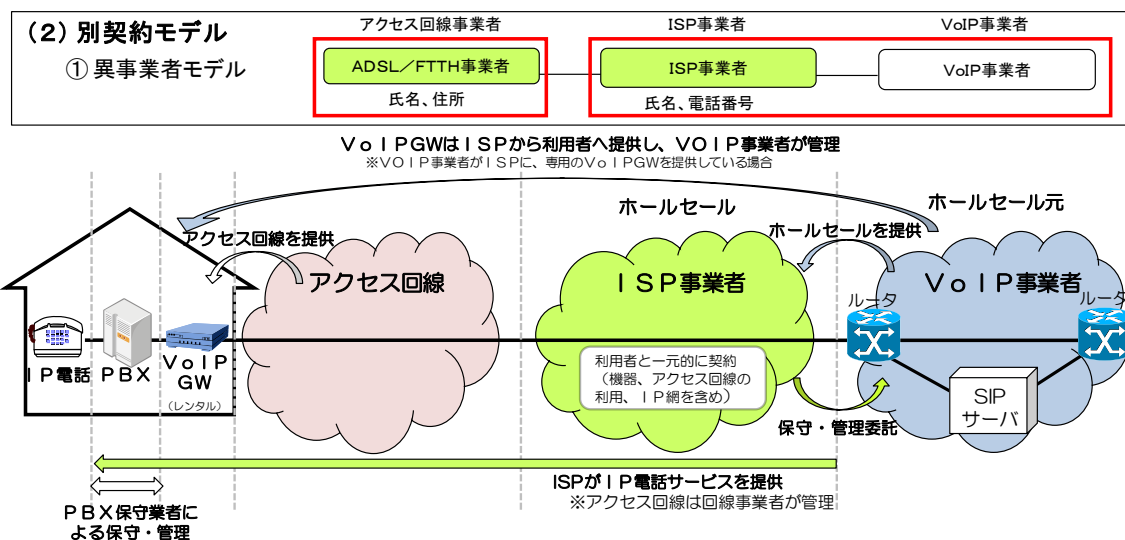 （２）別契約モデル
① 異事業者モデル
アクセス回線事業者
ISP事業者
VoIP事業者
ADSL／FTTH事業者
ISP事業者
VoIP事業者
氏名、住所
氏名、電話番号
ＶｏＩＰGWはＩＳＰから利用者へ提供し、ＶＯＩＰ事業者が管理
※ＶＯＩＰ事業者がＩＳＰに、専用のＶｏＩＰGWを提供している場合
ホールセール
ホールセール元
アクセス回線を提供
ホールセールを提供
アクセス回線
ＩＳＰ事業者
ＶｏＩＰ事業者
ルータ
ルータ
ＩＰ電話
ＰＢＸ
ＶｏＩＰ
GW
（レンタル）
利用者と一元的に契約
（機器、アクセス回線の
利用、ＩＰ網を含め）
SIP
サーバ
保守・管理委託
ISPがＩＰ電話サービスを提供
※アクセス回線は回線事業者が管理
ＰＢＸ保守業者に
よる保守・管理